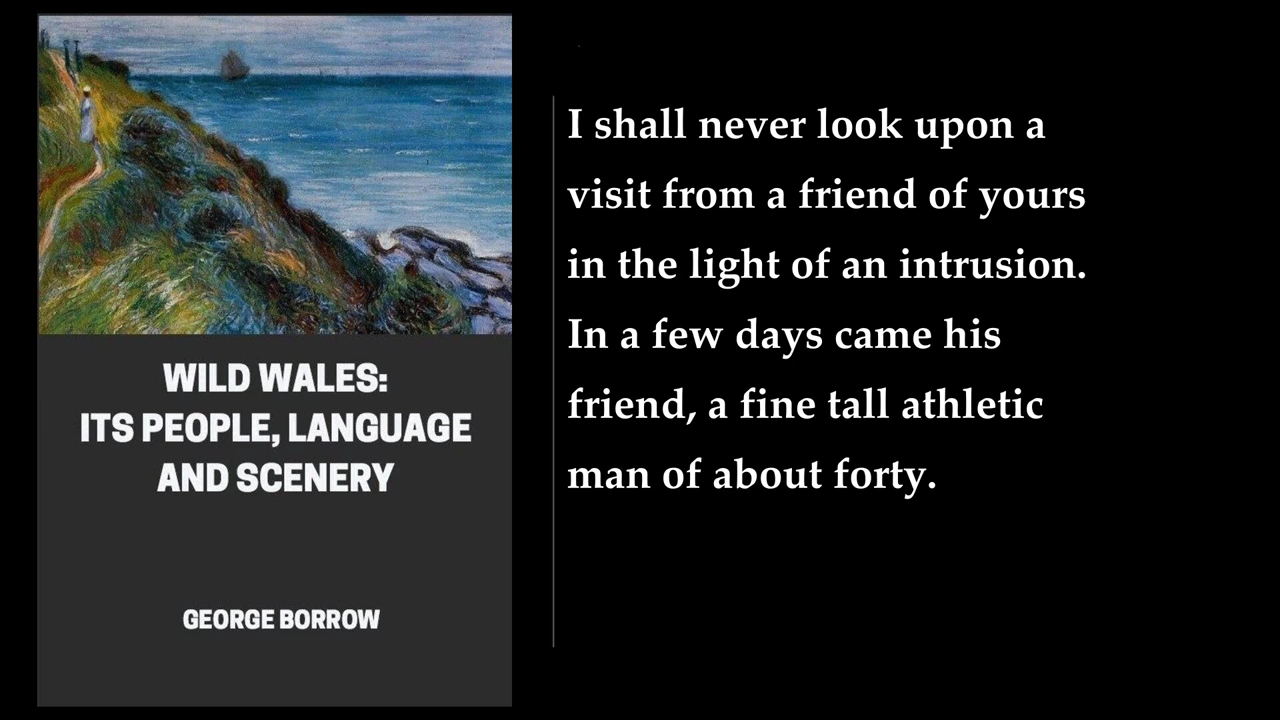 WILD WALES:
ITS PEOPLE, LANGUAGE
AND SCENERY
GEORGE BORROW
I shall never look upon a
visit from a friend of yours
in the light of an intrusion.
In a few days came his
friend, a fine tall athletic
man of about forty.